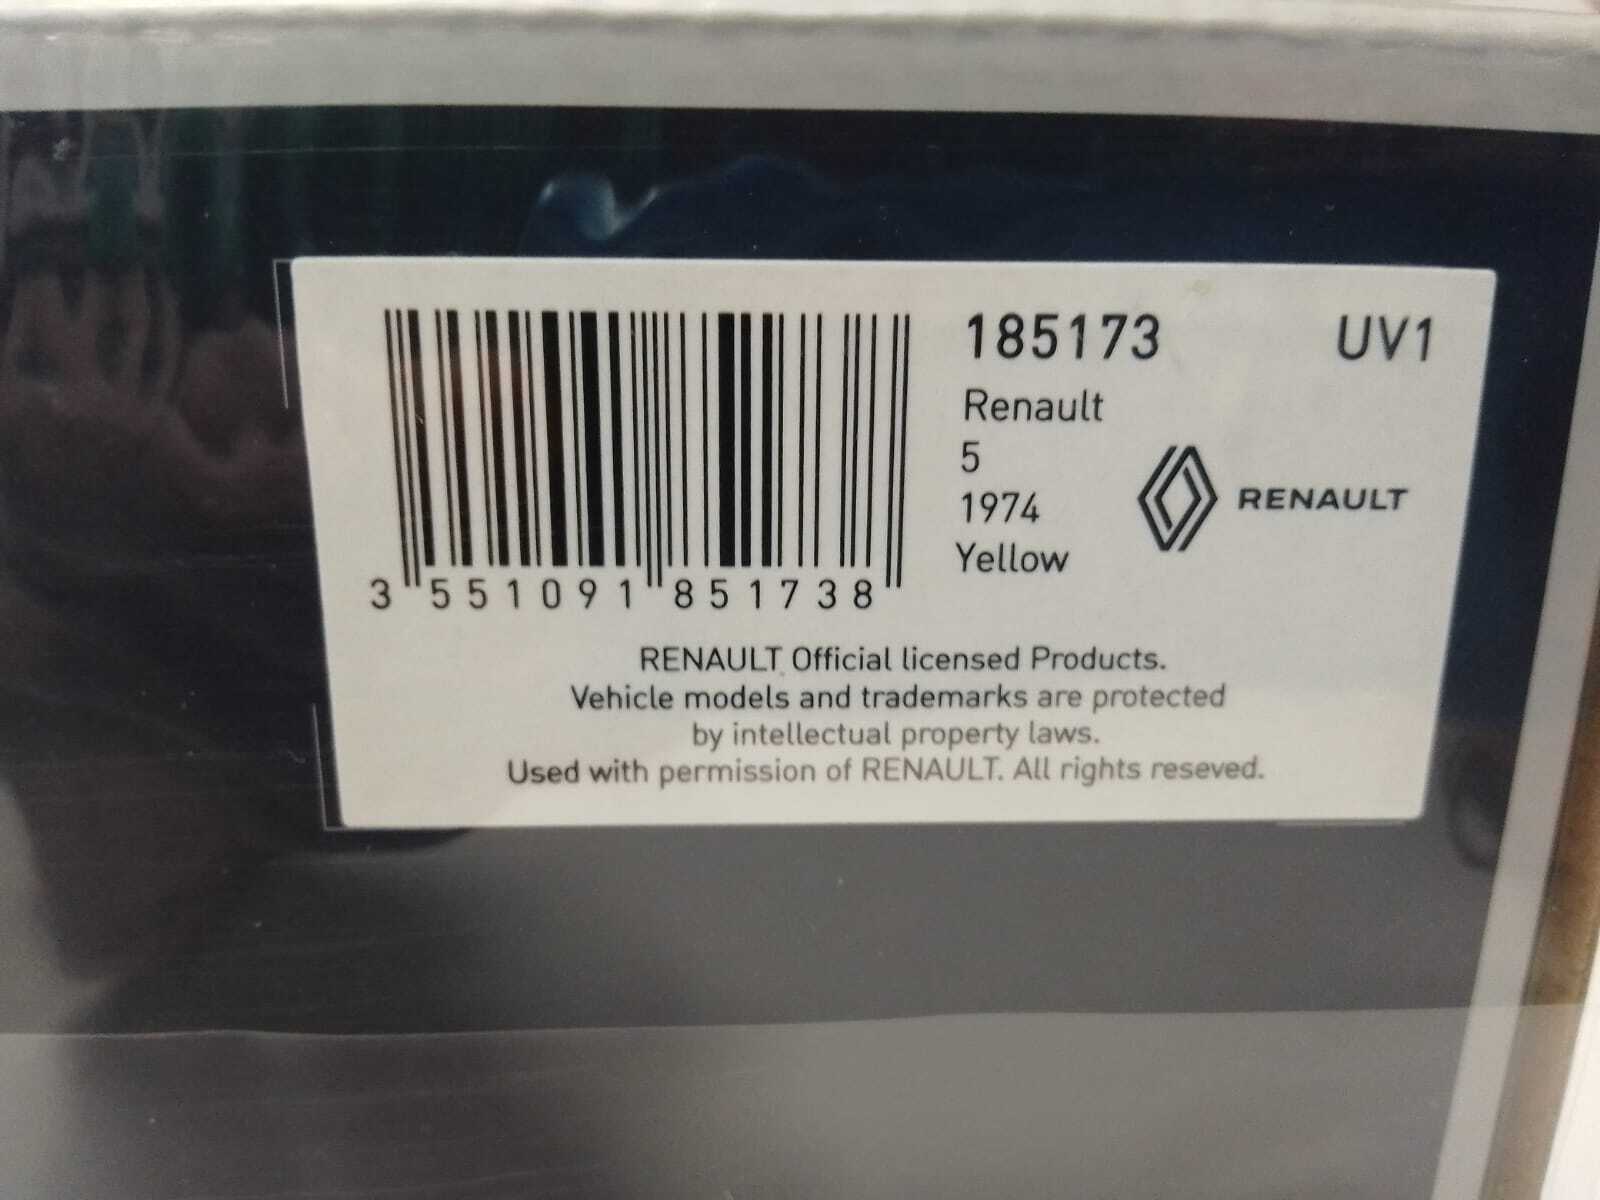 185173 UV1
Renault
5
1974
Yellow
RENAULT
3 551091 851738
RENAULT Official licensed Products.
Vehicle models and trademarks are protected
by intellectual property laws.
Used with permission of RENAULT. All rights reseved.